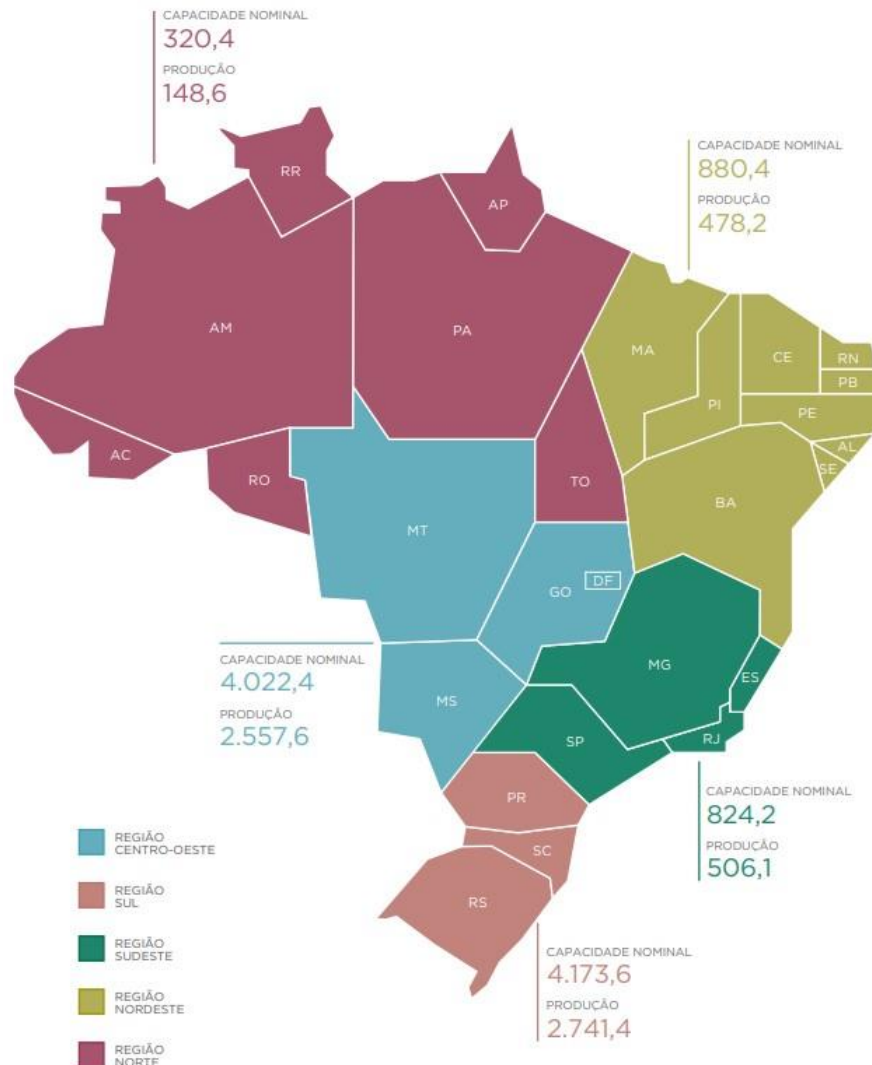 CAPACIDADE NOMINAL
320,4
PRODUÇÃO
148,6
CAPACIDADE NOMINAL
880,4
PRODUÇÃO
478,2
RR
AP
AM
PA
MA
CE
RN
PB
PI
PE
AL
SE
AC
RO
TO
BA
MT
GO
DF
CAPACIDADE NOMINAL
4.022,4
PRODUÇÃO
2.557,6
MS
MG
ES
SP
RJ
CAPACIDADE NOMINAL
824,2
PRODUÇÃO
506,1
PR
SC
RS
CAPACIDADE NOMINAL
4.173,6
PRODUÇÃO
2.741,4
REGIÃO
CENTRO-OESTE
REGIÃO
SUL
REGIÃO
SUDESTE
REGIÃO
NORDESTE
REGIÃO
NORTE